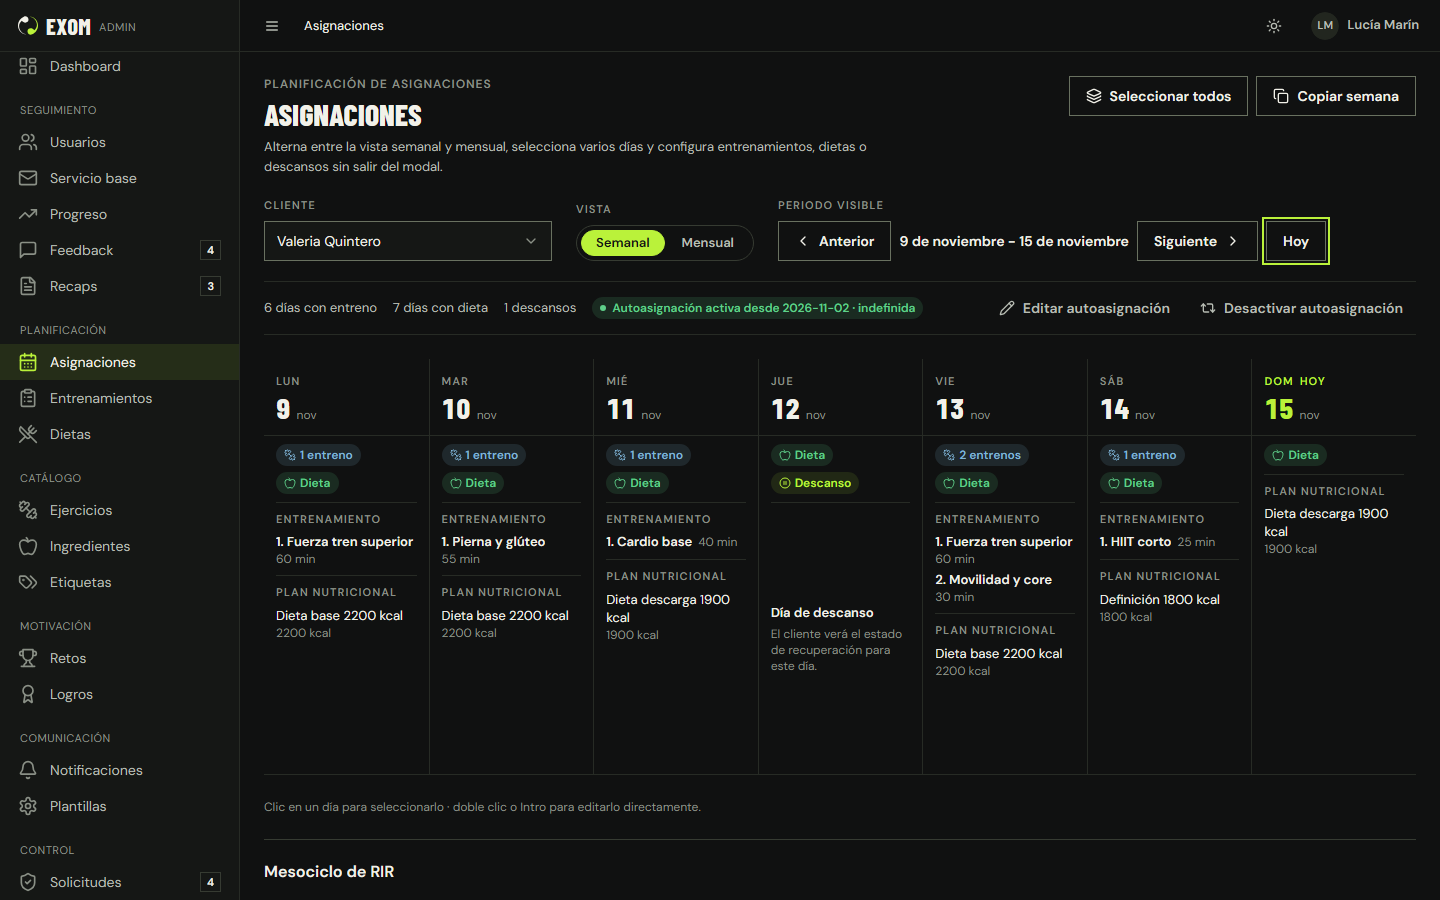 EXOM ADMIN
Asignaciones
LM Lucía Marín
Dashboard
SEGUIMIENTO
Usuarios
Servicio base
Progreso
Feedback 4
Recaps 3
PLANIFICACIÓN
Asignaciones
Entrenamientos
Dietas
CATÁLOGO
Ejercicios
Ingredientes
Etiquetas
MOTIVACIÓN
Retos
Logros
COMUNICACIÓN
Notificaciones
Plantillas
CONTROL
Solicitudes 4
PLANIFICACIÓN DE ASIGNACIONES
ASIGNACIONES
Alterna entre la vista semanal y mensual, selecciona varios días y configura entrenamientos, dietas o
descansos sin salir del modal.
Seleccionar todos
Copiar semana
CLIENTE
Valeria Quintero
VISTA
Semanal Mensual
PERIODO VISIBLE
Anterior 9 de noviembre - 15 de noviembre Siguiente Hoy
6 días con entreno 7 días con dieta 1 descansos Autoasignación activa desde 2026-11-02 · indefinida
Editar autoasignación Desactivar autoasignación
LUN
9 nov
1 entreno
Dieta
ENTRENAMIENTO
1. Fuerza tren superior
60 min
PLAN NUTRICIONAL
Dieta base 2200 kcal
2200 kcal
MAR
10 nov
1 entreno
Dieta
ENTRENAMIENTO
1. Pierna y glúteo
55 min
PLAN NUTRICIONAL
Dieta base 2200 kcal
2200 kcal
MIÉ
11 nov
1 entreno
Dieta
ENTRENAMIENTO
1. Cardio base 40 min
PLAN NUTRICIONAL
Dieta descarga 1900
kcal
1900 kcal
JUE
12 nov
Dieta
Descanso
Día de descanso
El cliente verá el estado
de recuperación para
este día.
VIE
13 nov
2 entrenos
Dieta
ENTRENAMIENTO
1. Fuerza tren superior
60 min
2. Movilidad y core
30 min
PLAN NUTRICIONAL
Dieta base 2200 kcal
2200 kcal
SÁB
14 nov
1 entreno
Dieta
ENTRENAMIENTO
1. HIIT corto 25 min
PLAN NUTRICIONAL
Definición 1800 kcal
1800 kcal
DOM HOY
15 nov
Dieta
PLAN NUTRICIONAL
Dieta descarga 1900
kcal
1900 kcal
Clic en un día para seleccionarlo · doble clic o Intro para editarlo directamente.
Mesociclo de RIR